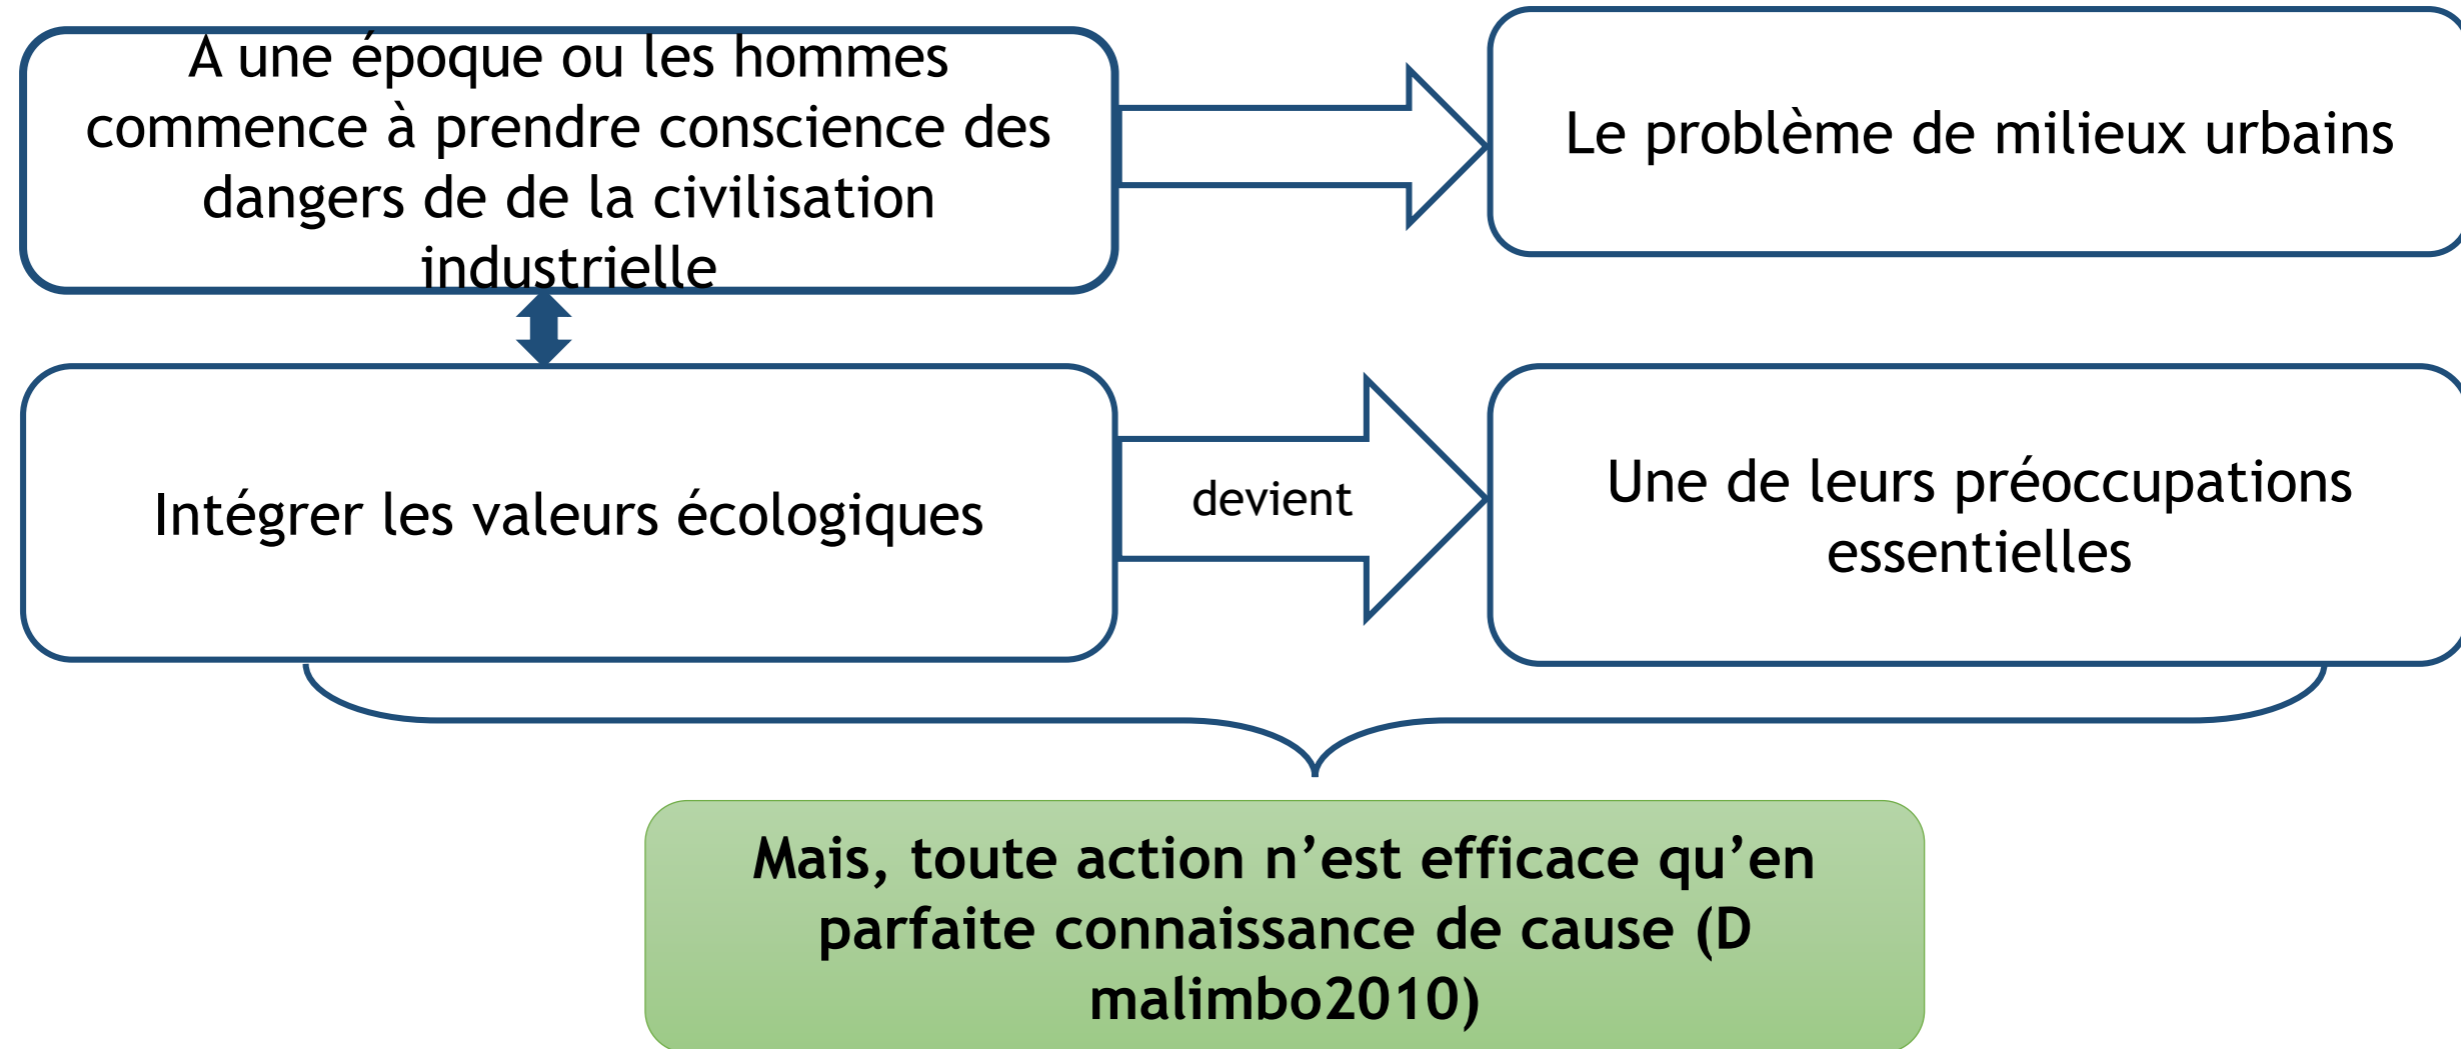 A une époque ou les hommes
commence à prendre conscience des
dangers de de la civilisation
industrielle
Le problème de milieux urbains
Intégrer les valeurs écologiques
devient
Une de leurs préoccupations
essentielles
Mais, toute action n’est efficace qu’en
parfaite connaissance de cause (D
malimbo2010)